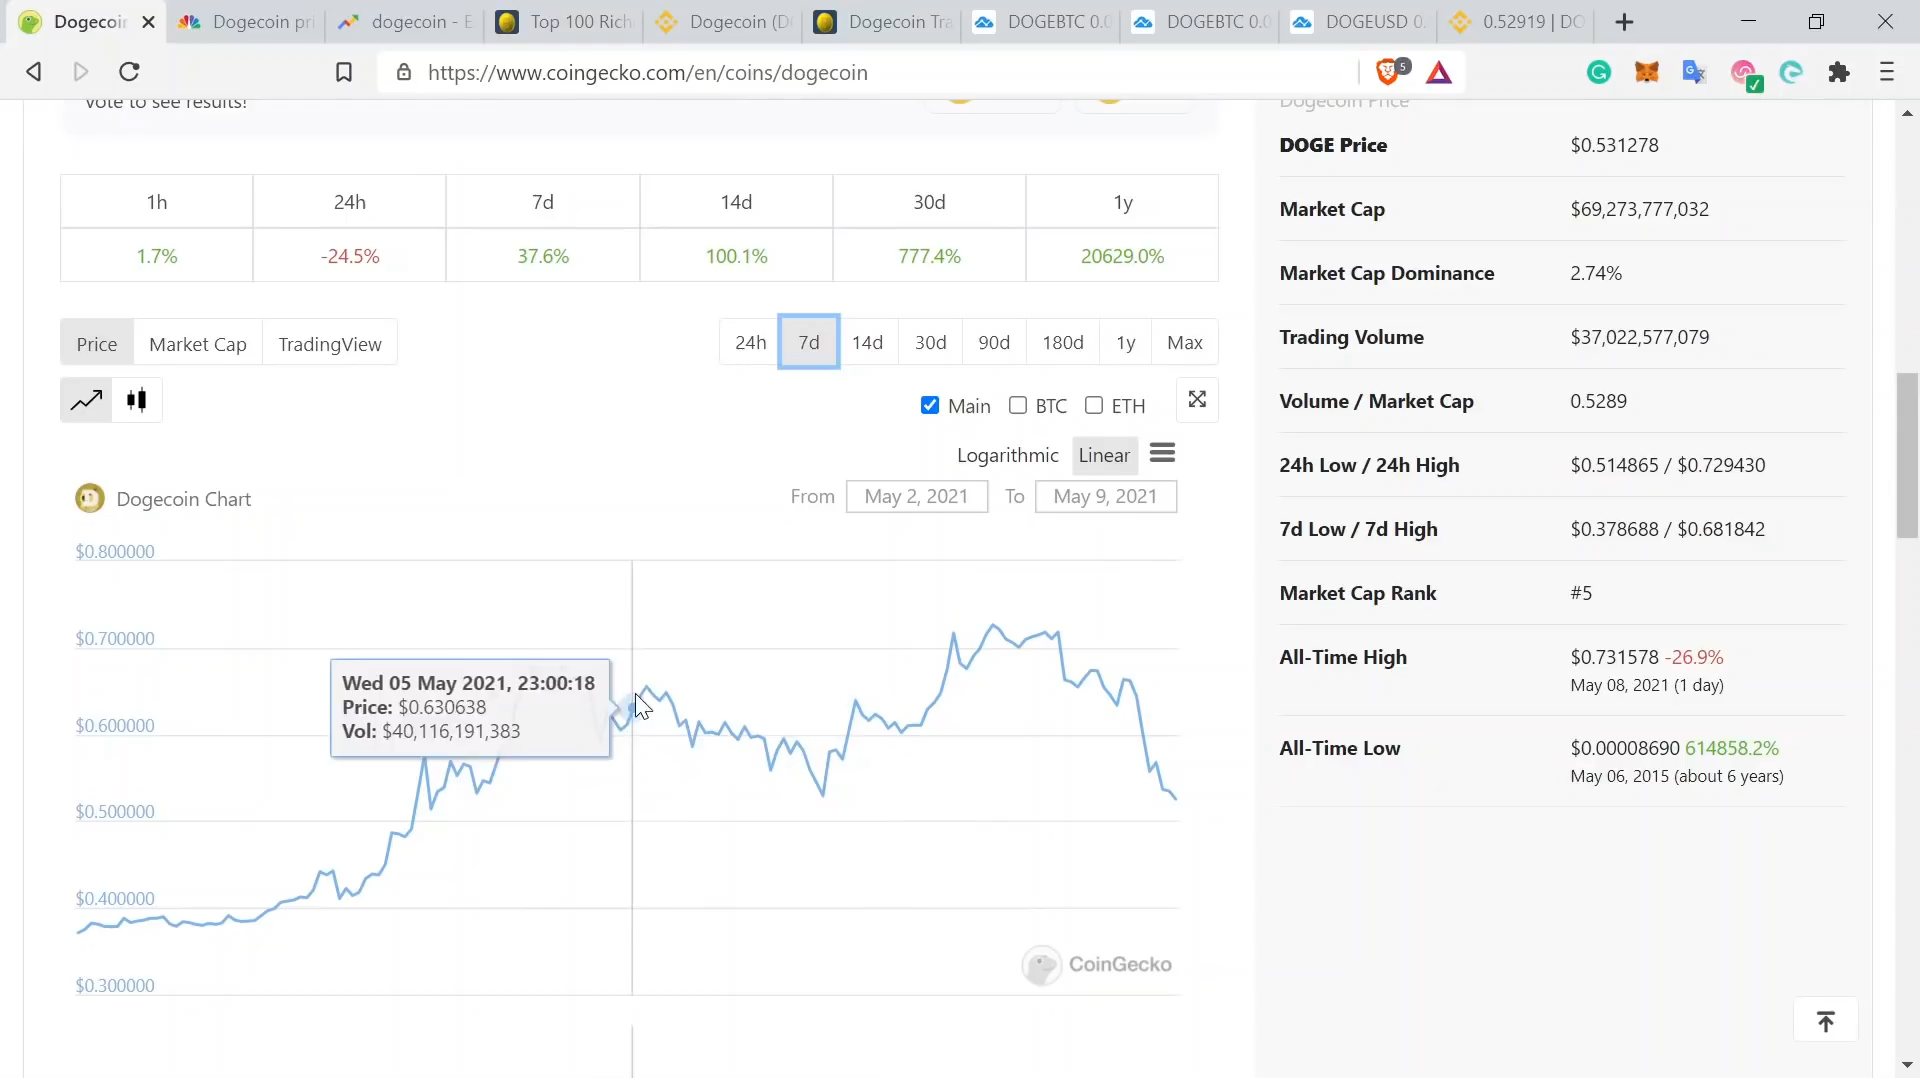 Dogecoin
Dogecoin pri
dogecoin - E
Top 100 Rich
Dogecoin (D
Dogecoin Tra
DOGEBTC 0.0
DOGEBTC 0.0
DOGEUSD 0.
0.52919 | DO
https://www.coingecko.com/en/coins/dogecoin
5
Vote to see results!
1h 24h 7d 14d 30d 1y
1.7% -24.5% 37.6% 100.1% 777.4% 20629.0%
Price Market Cap TradingView
24h 7d 14d 30d 90d 180d 1y Max
Main BTC ETH
Logarithmic Linear
Dogecoin Chart
From May 2, 2021 To May 9, 2021
$0.800000
$0.700000
$0.600000
$0.500000
$0.400000
$0.300000
Wed 05 May 2021, 23:00:18
Price: $0.630638
Vol: $40,116,191,383
CoinGecko
Dogecoin Price
DOGE Price $0.531278
Market Cap $69,273,777,032
Market Cap Dominance 2.74%
Trading Volume $37,022,577,079
Volume / Market Cap 0.5289
24h Low / 24h High $0.514865 / $0.729430
7d Low / 7d High $0.378688 / $0.681842
Market Cap Rank #5
All-Time High $0.731578 -26.9%
May 08, 2021 (1 day)
All-Time Low $0.00008690 614858.2%
May 06, 2015 (about 6 years)